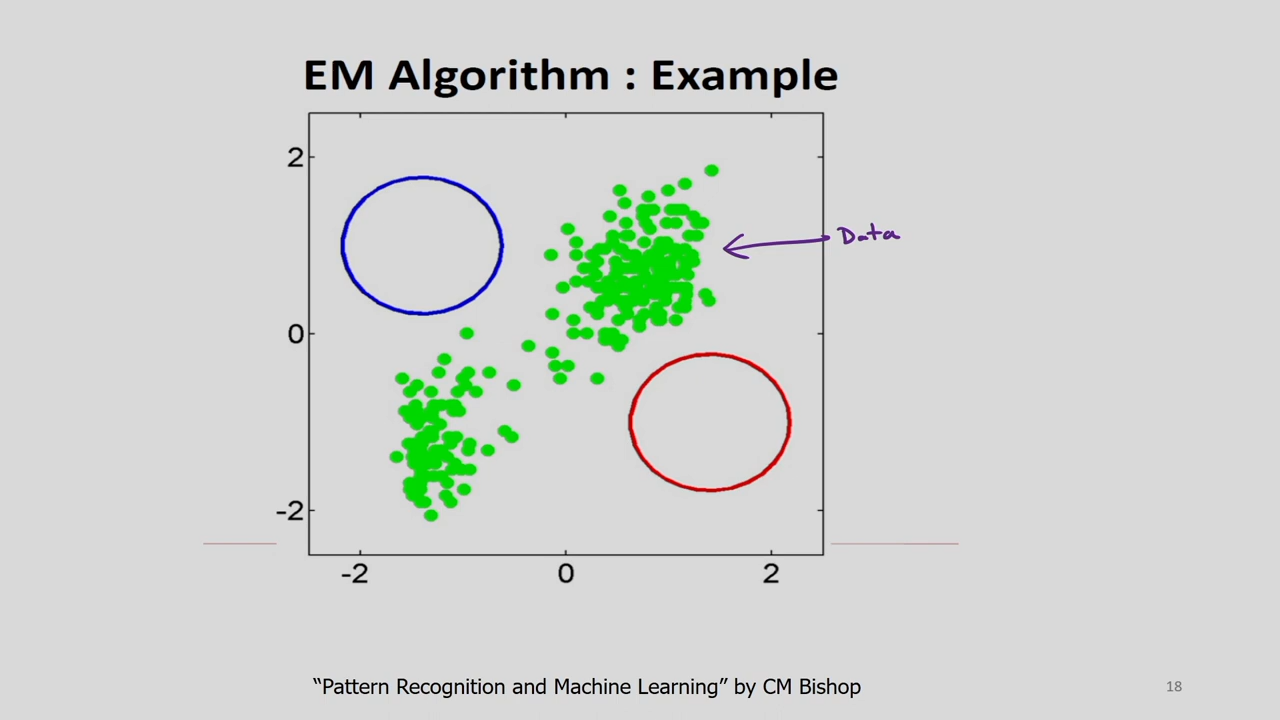 EM Algorithm : Example
2
Data
0
-2
-2 0 2
“Pattern Recognition and Machine Learning” by CM Bishop
18